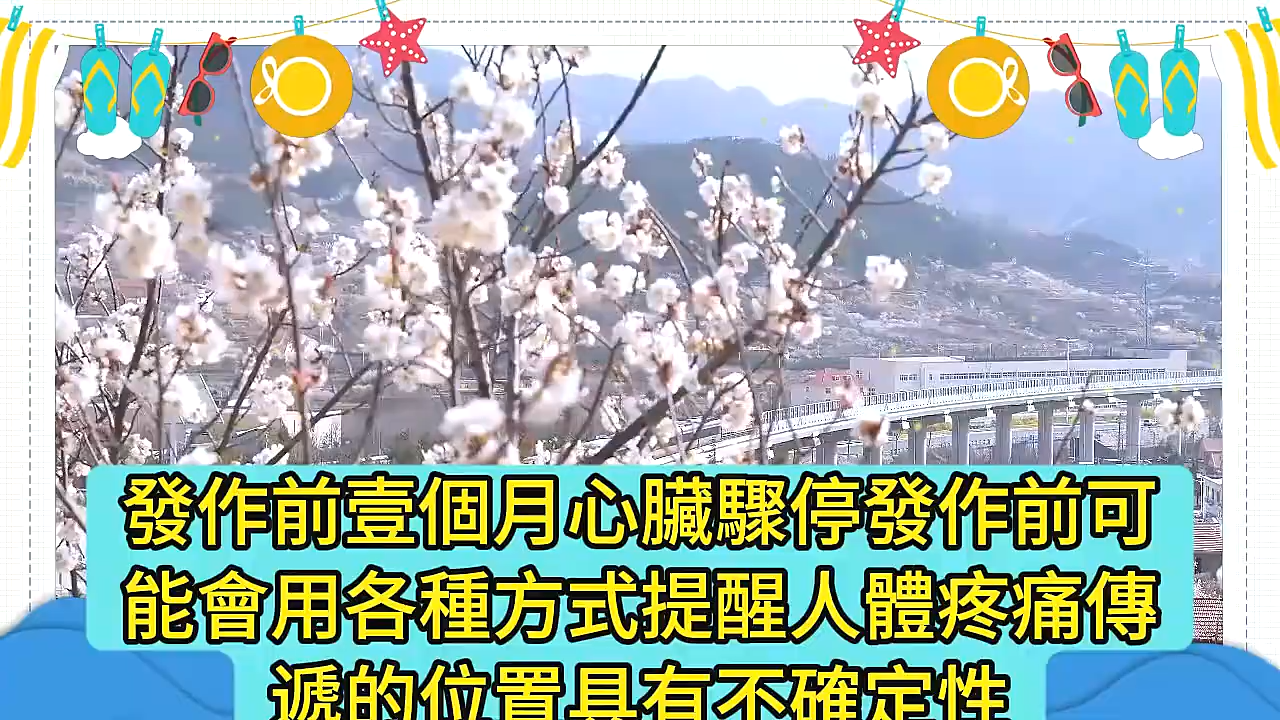 發作前壹個月心臟驟停發作前可
能會用各種方式提醒人體疼痛傳
遞的位置具有不確定性